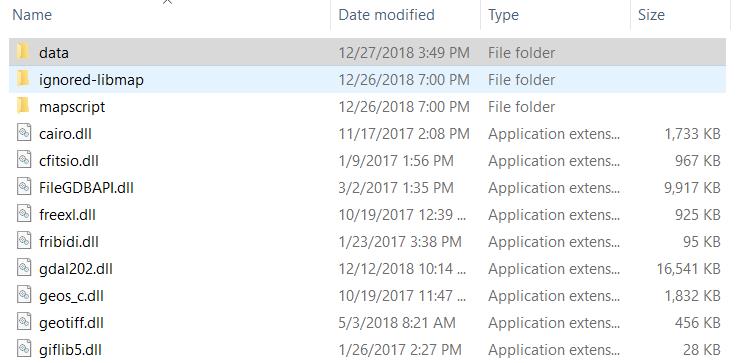 Name Date modified Type Size
data 12/27/2018 3:49 PM File folder
ignored-libmap 12/26/2018 7:00 PM File folder
mapscript 12/26/2018 7:00 PM File folder
cairo.dll 11/17/2017 2:08 PM Application extens... 1,733 KB
cfitsio.dll 1/9/2017 1:56 PM Application extens... 967 KB
FileGDBAPI.dll 3/2/2017 1:35 PM Application extens... 9,917 KB
freexl.dll 10/19/2017 12:39 ... Application extens... 925 KB
fribidi.dll 1/23/2017 3:38 PM Application extens... 95 KB
gdal202.dll 12/12/2018 10:14 ... Application extens... 16,541 KB
geos_c.dll 10/19/2017 11:47 ... Application extens... 1,832 KB
geotiff.dll 5/3/2018 8:21 AM Application extens... 456 KB
giflib5.dll 1/26/2017 2:27 PM Application extens... 28 KB